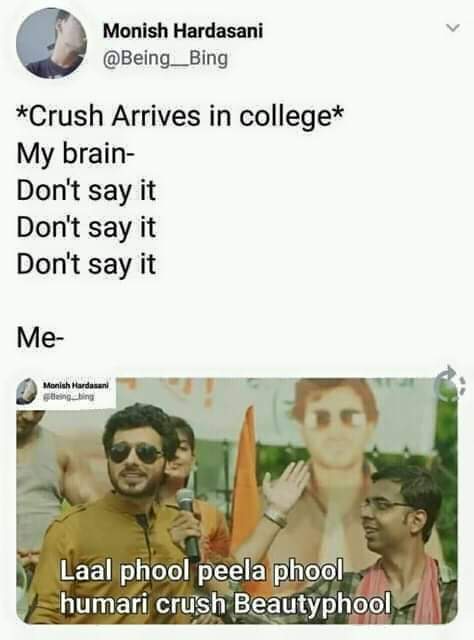 Monish Hardasani
@Being__Bing
*Crush Arrives in college*
My brain-
Don't say it
Don't say it
Don't say it
Me-
Monish Hardasani
@Being__bing
Laal phool peela phool
humari crush Beautyphool